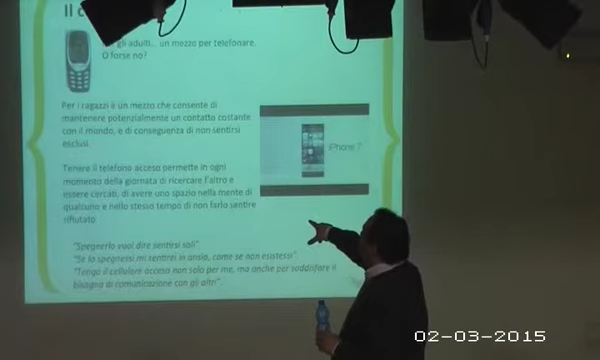 Il
gli adulti... un mezzo per telefonare.
O forse no?
Per i ragazzi è un mezzo che consente di
mantenere potenzialmente un contatto costante
con il mondo, e di conseguenza di non sentirsi
esclusi.
iPhone 7
Tenere il telefono acceso permette in ogni
momento della giornata di ricercare l'altro e
essere cercati, di avere uno spazio nella mente di
qualcuno e nello stesso tempo di non farlo sentire
rifiutato
"Spegnerlo vuol dire sentirsi soli".
"Se lo spegnessi mi sentirei in ansia, come se non esistessi".
"Tengo il cellulare acceso non solo per me, ma anche per soddisfare il
bisogno di comunicazione con gli altri".
02-03-2015